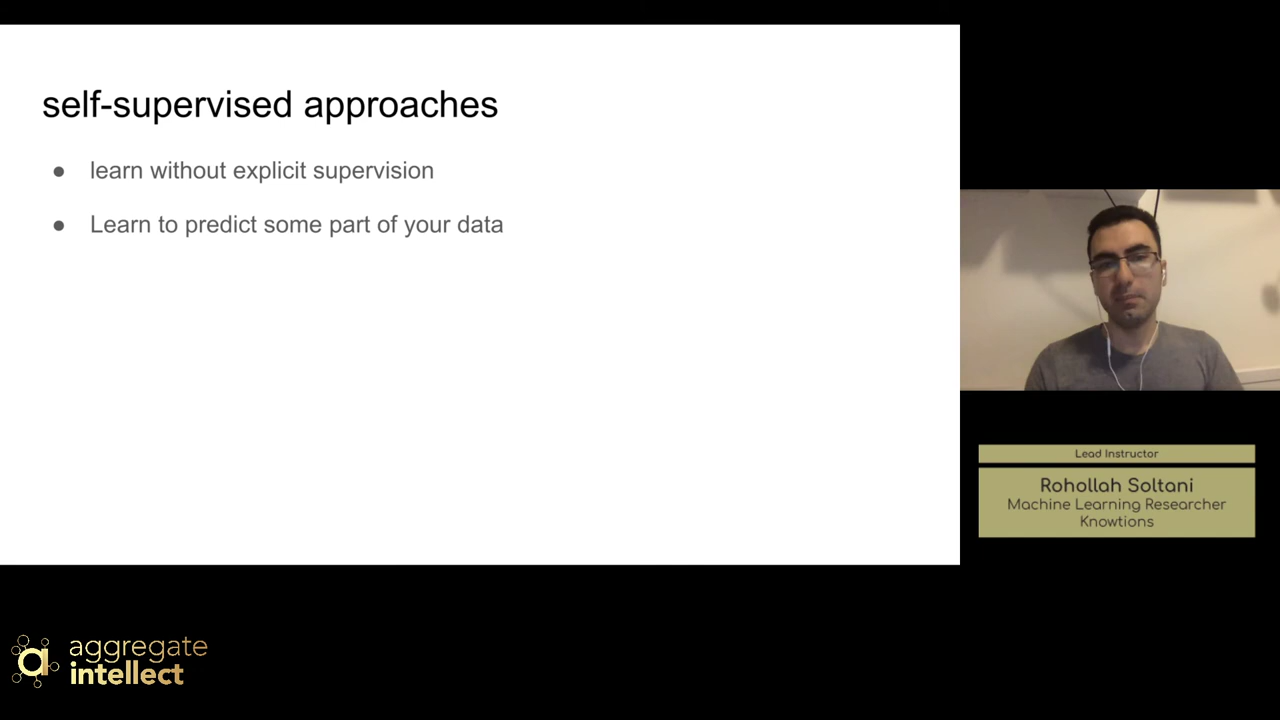 self-supervised approaches
● learn without explicit supervision
● Learn to predict some part of your data
Lead Instructor
Rohollah Soltani
Machine Learning Researcher
Knowtions
aggregate
intellect